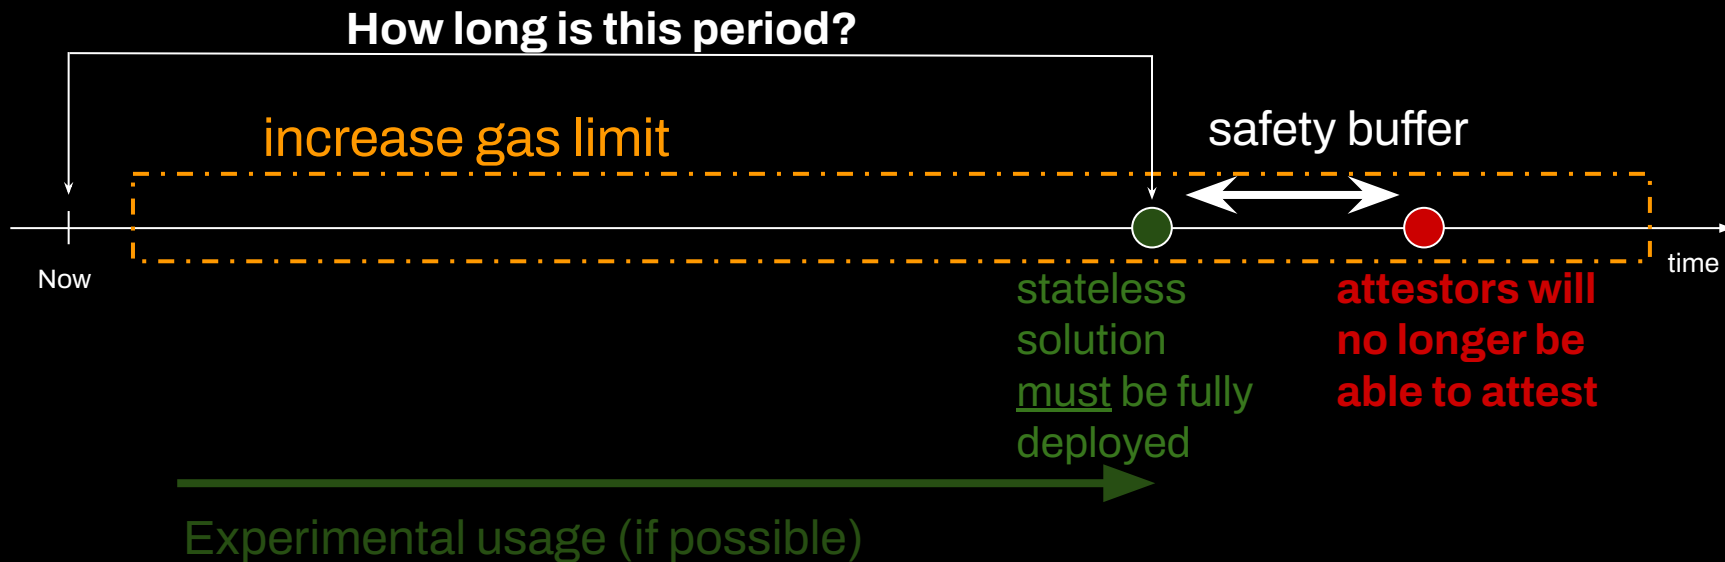 How long is this period?
increase gas limit
safety buffer
Now
time
stateless
solution
must be fully
deployed
attestors will
no longer be
able to attest
Experimental usage (if possible)